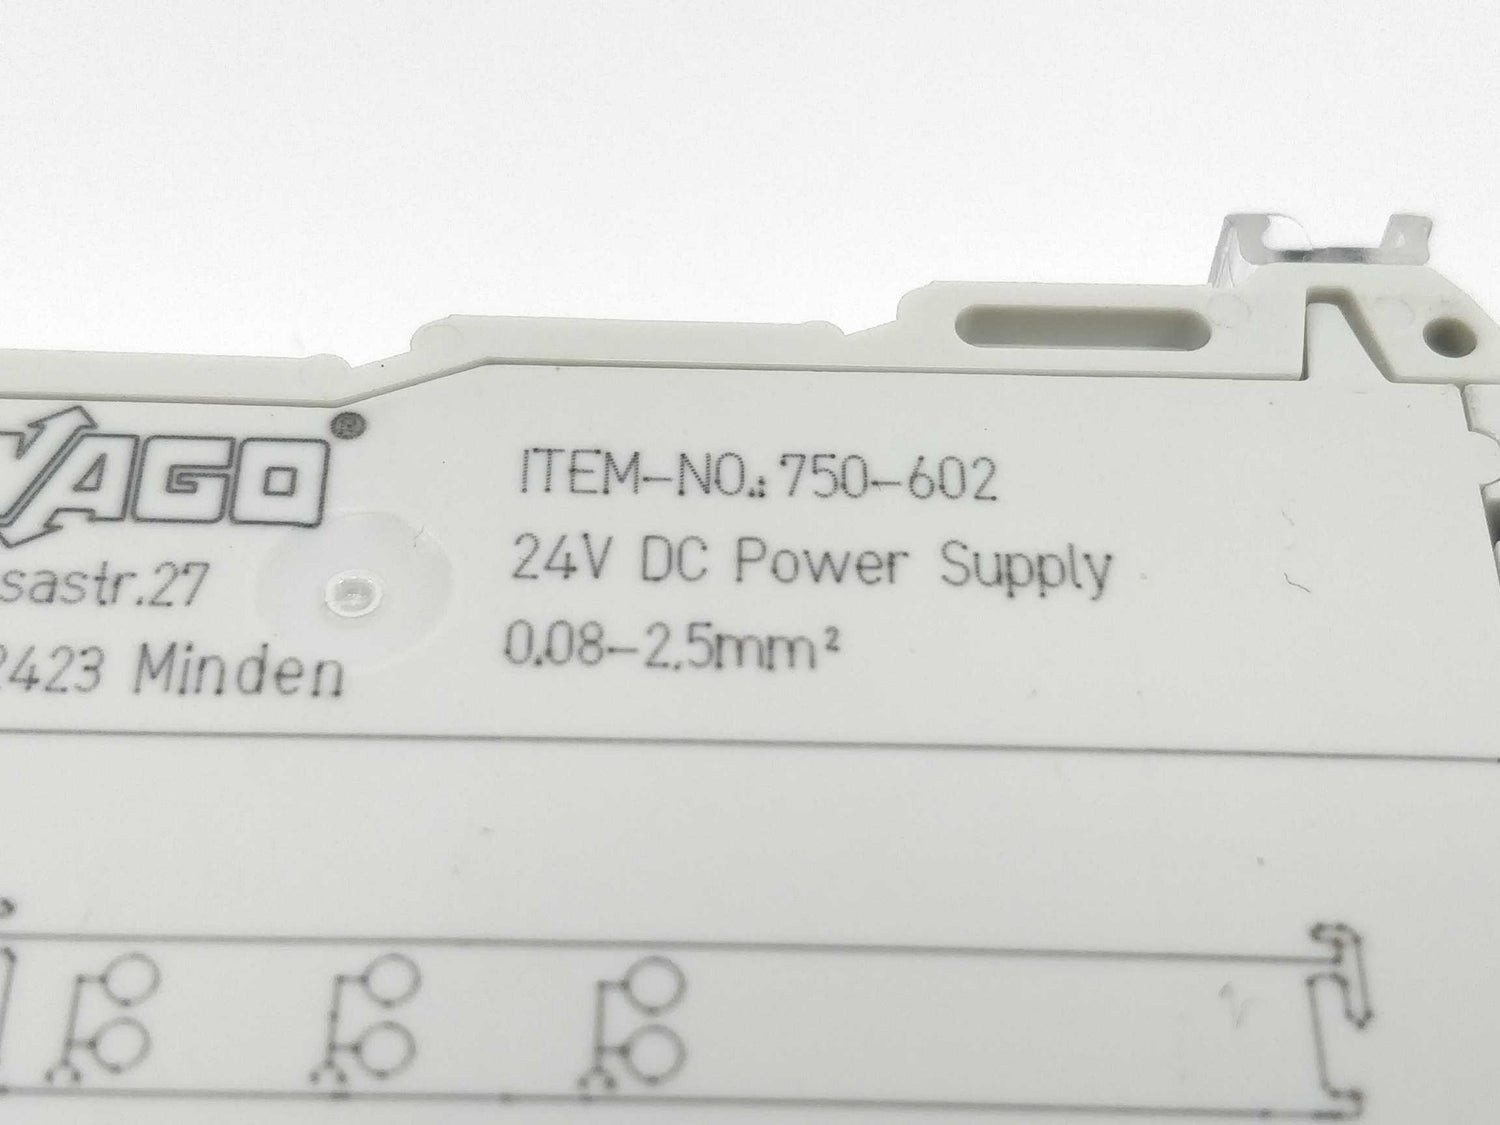 WAGO®
sastr.27
2423 Minden
ITEM-NO.:750-602
24V DC Power Supply
0.08-2.5mm²